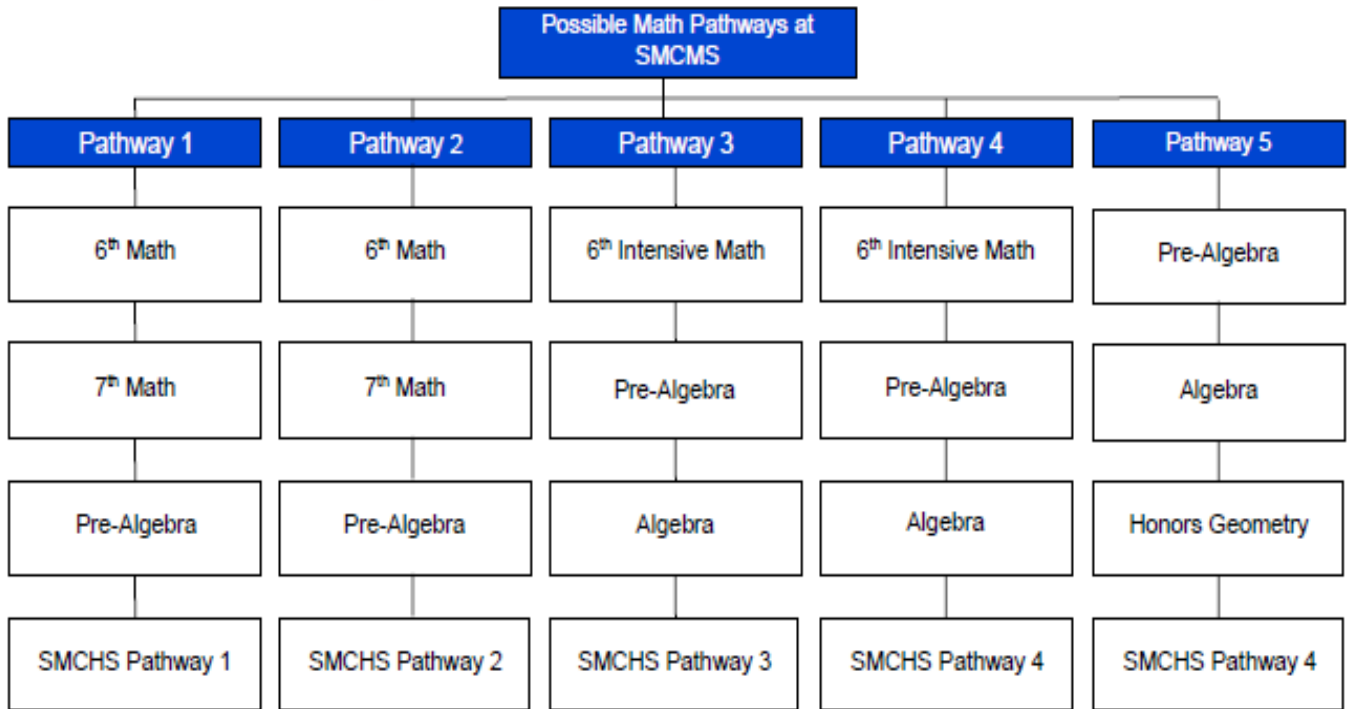 Possible Math Pathways at
SMCMS
Pathway 1
Pathway 2
Pathway 3
Pathway 4
Pathway 5
6th Math
6th Math
6th Intensive Math
6th Intensive Math
Pre-Algebra
7th Math
7th Math
Pre-Algebra
Pre-Algebra
Algebra
Pre-Algebra
Pre-Algebra
Algebra
Algebra
Honors Geometry
SMCHS Pathway 1
SMCHS Pathway 2
SMCHS Pathway 3
SMCHS Pathway 4
SMCHS Pathway 4